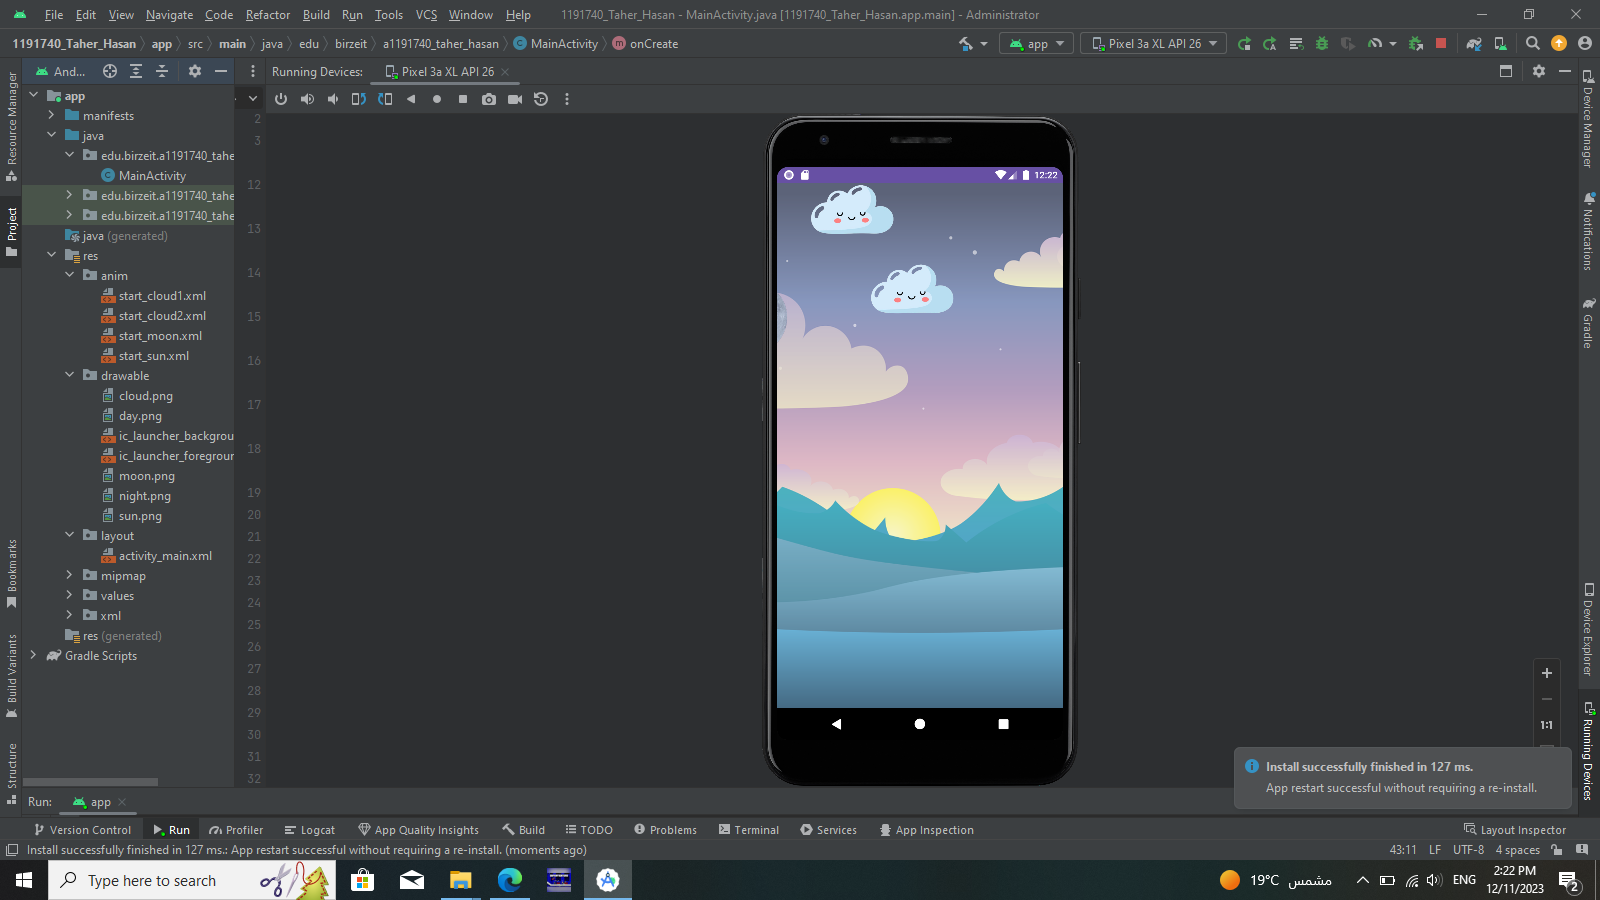 File Edit View Navigate Code Refactor Build Run Tools VCS Window Help 1191740_Taher_Hasan - MainActivity.java [1191740_Taher_Hasan.app.main] - Administrator
1191740_Taher_Hasan app src main java edu birzeit a1191740_taher_hasan MainActivity onCreate app Pixel 3a XL API 26
And... Running Devices: Pixel 3a XL API 26
app
manifests
java
edu.birzeit.a1191740_tahe
MainActivity
edu.birzeit.a1191740_tahe
edu.birzeit.a1191740_tahe
java (generated)
res
anim
start_cloud1.xml
start_cloud2.xml
start_moon.xml
start_sun.xml
drawable
cloud.png
day.png
ic_launcher_backgrou
ic_launcher_foregrour
moon.png
night.png
sun.png
layout
activity_main.xml
mipmap
values
xml
res (generated)
Gradle Scripts
2
3
12
13
14
15
16
17
18
19
20
21
22
23
24
25
26
27
28
29
30
31
32
12:22
Resource Manager
Project
Bookmarks
Build Variants
Structure
Device Manager
Notifications
Gradle
Device Explorer
Running Devices
1:1
Install successfully finished in 127 ms.
App restart successful without requiring a re-install.
Run: app
Version Control Run Profiler Logcat App Quality Insights Build TODO Problems Terminal Services App Inspection Layout Inspector
Install successfully finished in 127 ms.: App restart successful without requiring a re-install. (moments ago) 43:11 LF UTF-8 4 spaces
Type here to search 19°C مشمس ENG 2:22 PM
12/11/2023 2